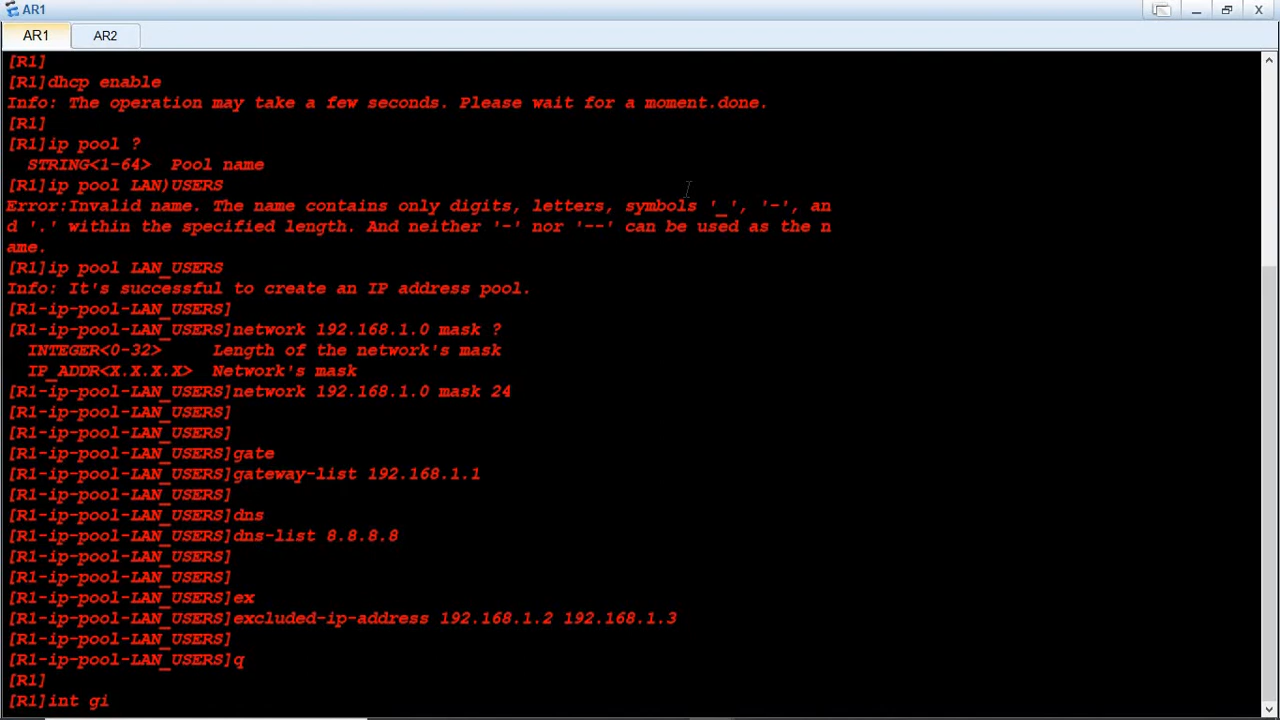 AR1
AR1
AR2
[R1]
[R1]dhcp enable
Info: The operation may take a few seconds. Please wait for a moment.done.
[R1]
[R1]ip pool ?
STRING<1-64>  Pool name
[R1]ip pool LAN)USERS
Error:Invalid name. The name contains only digits, letters, symbols '_', '-', an
d '.' within the specified length. And neither '-' nor '--' can be used as the n
ame.
[R1]ip pool LAN_USERS
Info: It's successful to create an IP address pool.
[R1-ip-pool-LAN_USERS]
[R1-ip-pool-LAN_USERS]network 192.168.1.0 mask ?
INTEGER<0-32>     Length of the network's mask
IP_ADDR<X.X.X.X>  Network's mask
[R1-ip-pool-LAN_USERS]network 192.168.1.0 mask 24
[R1-ip-pool-LAN_USERS]
[R1-ip-pool-LAN_USERS]
[R1-ip-pool-LAN_USERS]gate
[R1-ip-pool-LAN_USERS]gateway-list 192.168.1.1
[R1-ip-pool-LAN_USERS]
[R1-ip-pool-LAN_USERS]dns
[R1-ip-pool-LAN_USERS]dns-list 8.8.8.8
[R1-ip-pool-LAN_USERS]
[R1-ip-pool-LAN_USERS]
[R1-ip-pool-LAN_USERS]ex
[R1-ip-pool-LAN_USERS]excluded-ip-address 192.168.1.2 192.168.1.3
[R1-ip-pool-LAN_USERS]
[R1-ip-pool-LAN_USERS]q
[R1]
[R1]int gi